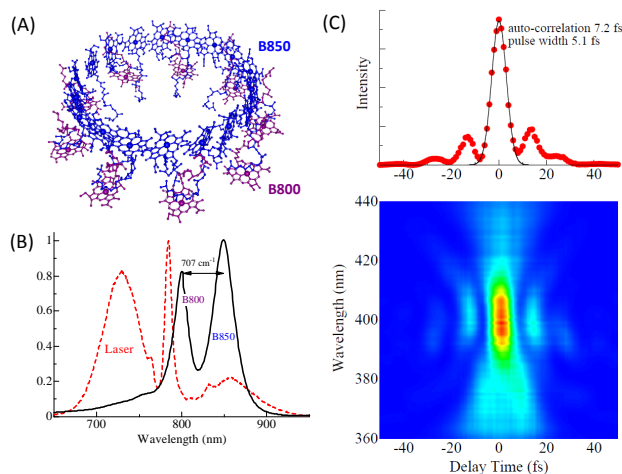 (A)
B850
B800
(B)
1
0.8
0.6
0.4
0.2
0
707 cm⁻¹
B800
B850
Laser
700
800
900
Wavelength (nm)
(C)
auto-correlation 7.2 fs
pulse width 5.1 fs
Intensity
-40
-20
0
20
40
440
420
400
380
360
Wavelength (nm)
-40
-20
0
20
40
Delay Time (fs)